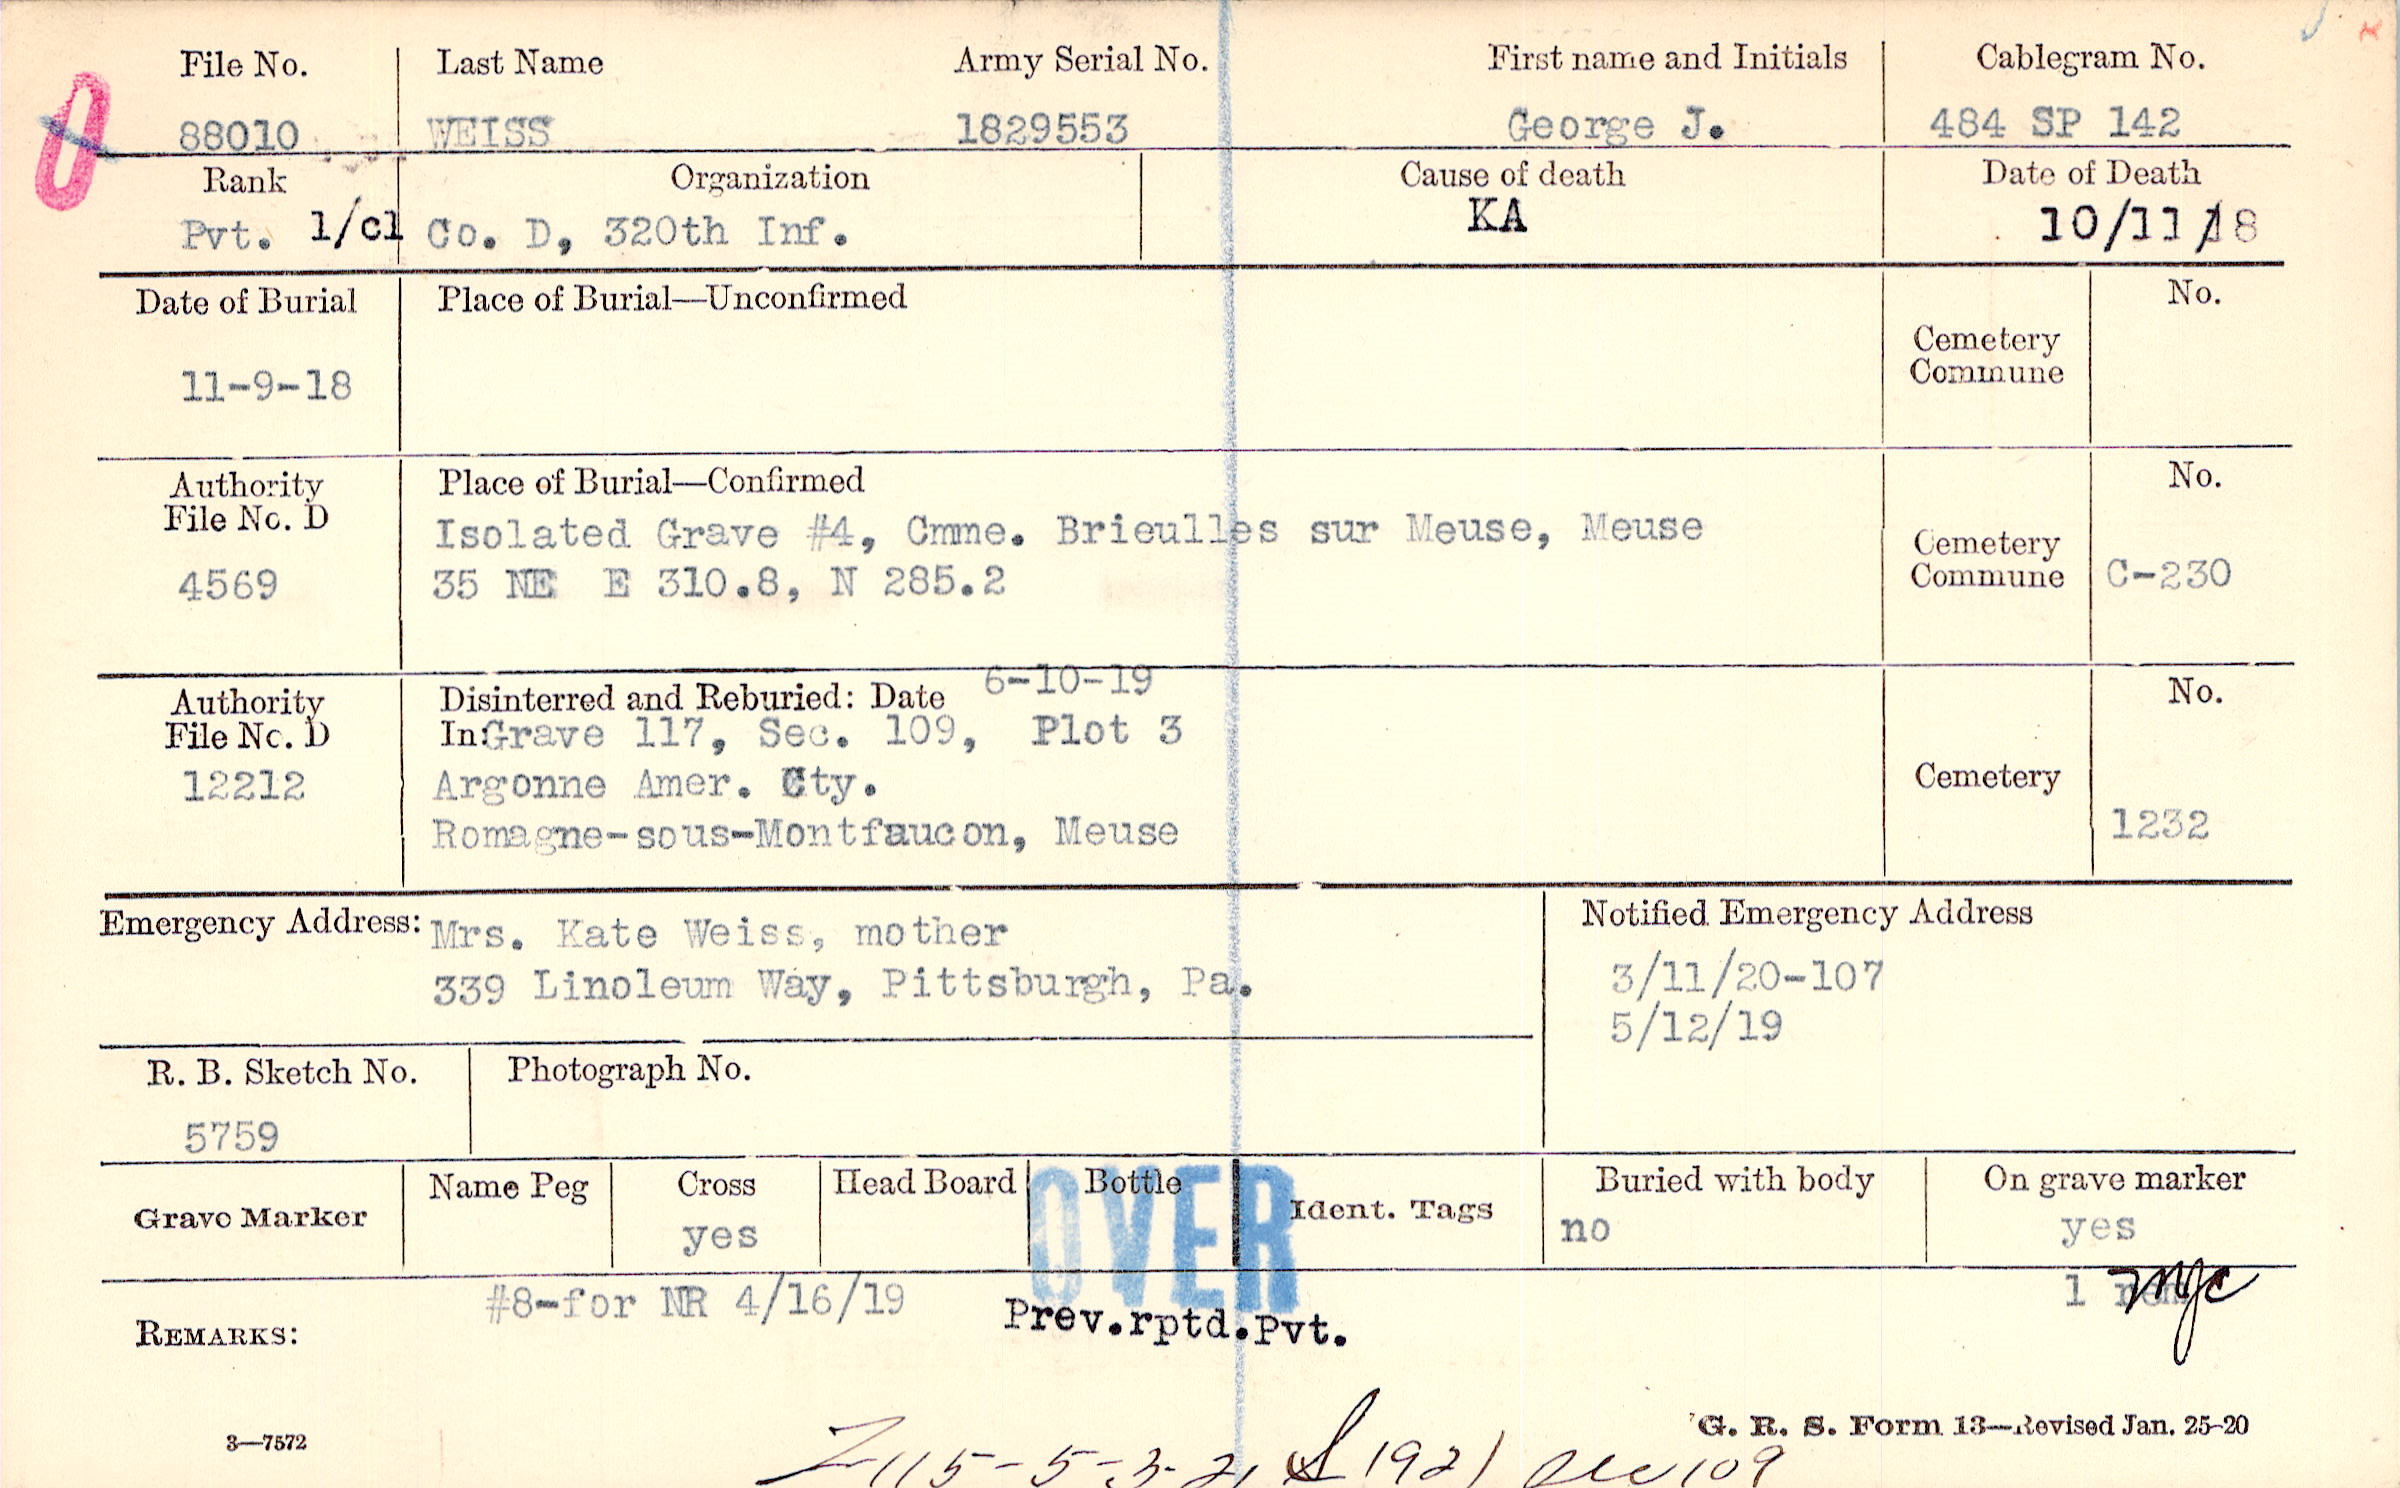 File No. Last Name Army Serial No. First name and Initials Cablegram No.
88010 WEISS 1829553 George J. 484 SP 142
Rank Organization Cause of death Date of Death
Pvt. 1/cl Co. D, 320th Inf. KA 10/11/18
Date of Burial Place of Burial—Unconfirmed No.
Cemetery
Commune
11-9-18
Authority Place of Burial—Confirmed No.
File No. D
Isolated Grave #4, Cmme. Brieulles sur Meuse, Meuse
Cemetery
4569 35 NE E 310.8, N 285.2 Commune C-230
Authority Disinterred and Reburied: Date 6-10-19 No.
File No. D In: Grave 117, Sec. 109, Plot 3
12212 Argonne Amer. Cty. Cemetery
Romagne-sous-Montfaucon, Meuse 1232
Emergency Address: Mrs. Kate Weiss, mother Notified Emergency Address
339 Linoleum Way, Pittsburgh, Pa. 3/11/20-107
5/12/19
R. B. Sketch No. Photograph No.
5759
Grave Marker Name Peg Cross Head Board Bottle Ident. Tags Buried with body On grave marker
yes no yes
OVER
#8-for NR 4/16/19 1
REMARKS: Prev.rptd.Pvt.
3—7572 G. R. S. Form 13—Revised Jan. 25-20
1921 109